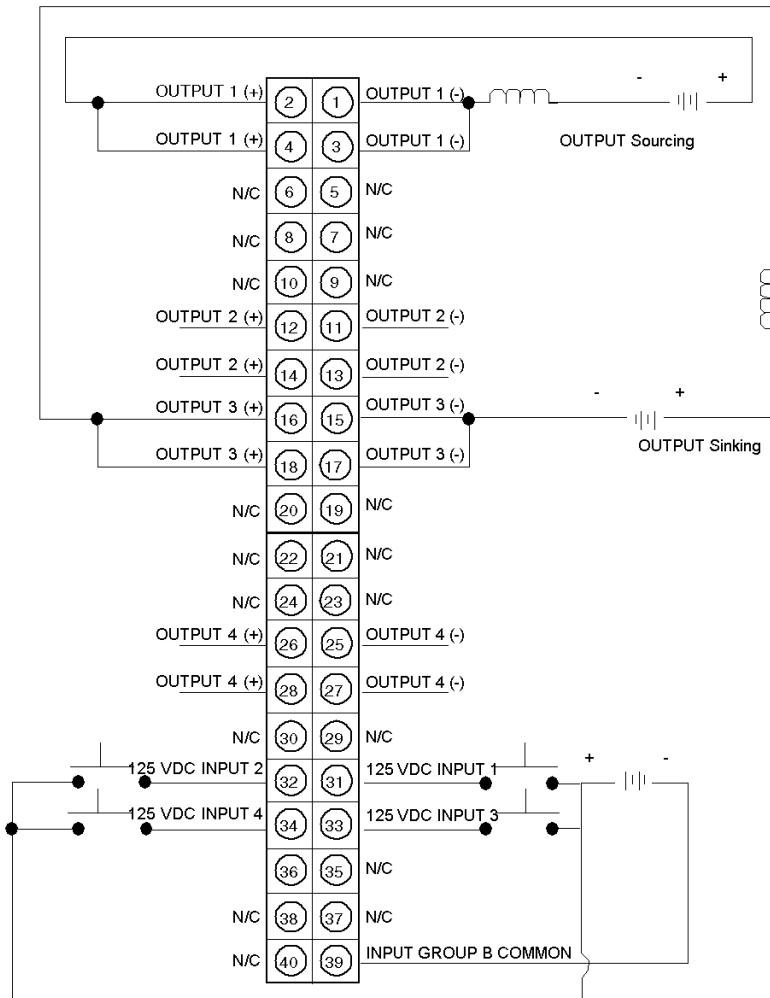 - +
OUTPUT 1 (+) 2 1 OUTPUT 1 (-)
OUTPUT 1 (+) 4 3 OUTPUT 1 (-) OUTPUT Sourcing
N/C 6 5 N/C
N/C 8 7 N/C
N/C 10 9 N/C
OUTPUT 2 (+) 12 11 OUTPUT 2 (-)
OUTPUT 2 (+) 14 13 OUTPUT 2 (-)
- +
OUTPUT 3 (+) 16 15 OUTPUT 3 (-)
OUTPUT Sinking
OUTPUT 3 (+) 18 17 OUTPUT 3 (-)
N/C 20 19 N/C
N/C 22 21 N/C
N/C 24 23 N/C
OUTPUT 4 (+) 26 25 OUTPUT 4 (-)
OUTPUT 4 (+) 28 27 OUTPUT 4 (-)
N/C 30 29 N/C
+ -
125 VDC INPUT 2 32 31 125 VDC INPUT 1
125 VDC INPUT 4 34 33 125 VDC INPUT 3
36 35 N/C
N/C 38 37 N/C
N/C 40 39 INPUT GROUP B COMMON